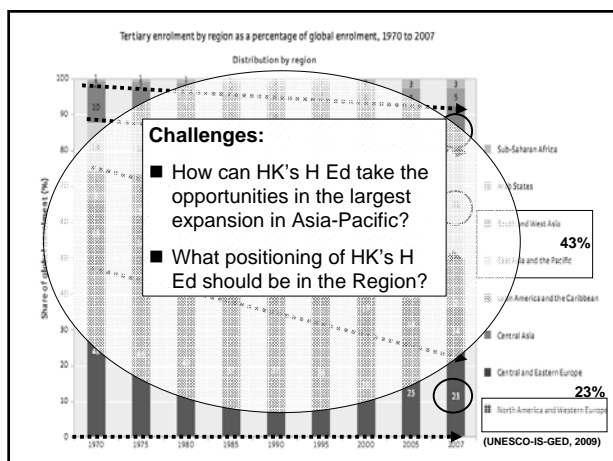 Tertiary enrolment by region as a percentage of global enrolment, 1970 to 2007
Distribution by region
Share of global enrolment (%)
100
90
80
70
60
50
40
30
20
10
0
10
3
3
5
25
23
1970
1975
1980
1985
1990
1995
2000
2005
2007
Challenges:
■ How can HK's H Ed take the
opportunities in the largest
expansion in Asia-Pacific?
■ What positioning of HK's H
Ed should be in the Region?
Sub-Saharan Africa
Arab States
South and West Asia
43%
East Asia and the Pacific
Latin America and the Caribbean
Central Asia
Central and Eastern Europe
23%
North America and Western Europe
(UNESCO-IS-GED, 2009)